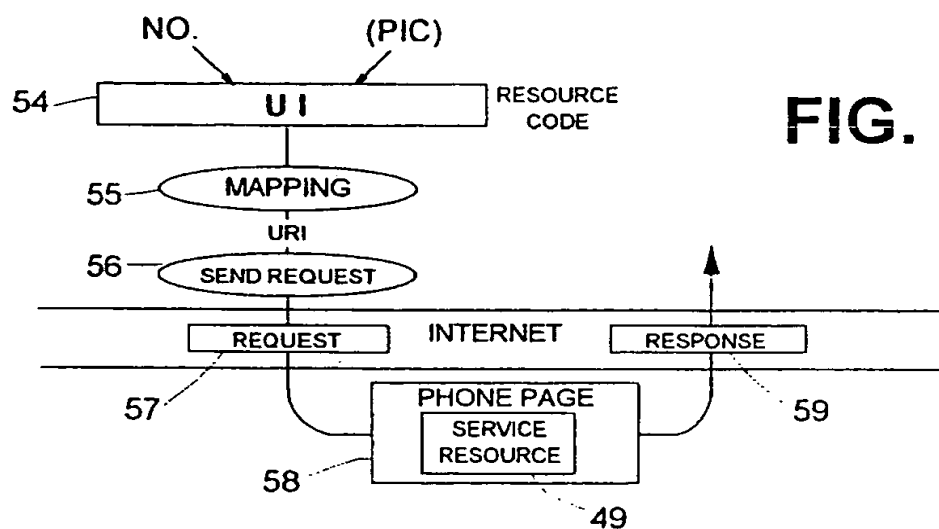 NO.
(PIC)
54
U I
RESOURCE
CODE
FIG.
55
MAPPING
URI
56
SEND REQUEST
REQUEST
INTERNET
RESPONSE
57
59
PHONE PAGE
SERVICE
RESOURCE
58
49